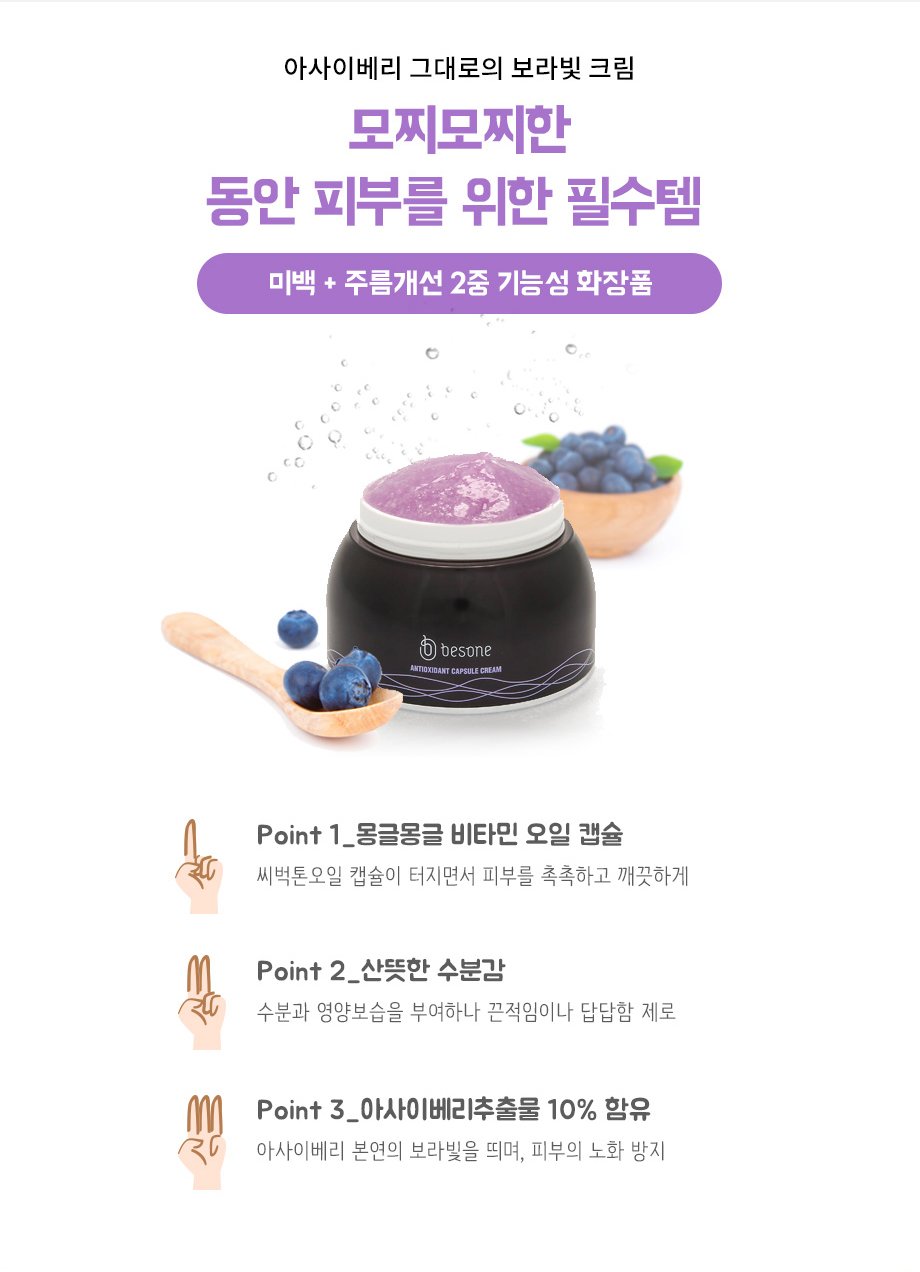 아사이베리 그대로의 보라빛 크림
모찌모찌한
동안 피부를 위한 필수템
미백 + 주름개선 2중 기능성 화장품
besone
ANTIOXIDANT CAPSULE CREAM
Point 1_몽글몽글 비타민 오일 캡슐
씨벅톤오일 캡슐이 터지면서 피부를 촉촉하고 깨끗하게
Point 2_산뜻한 수분감
수분과 영양보습을 부여하나 끈적임이나 답답함 제로
Point 3_아사이베리추출물 10% 함유
아사이베리 본연의 보라빛을 띄며, 피부의 노화 방지